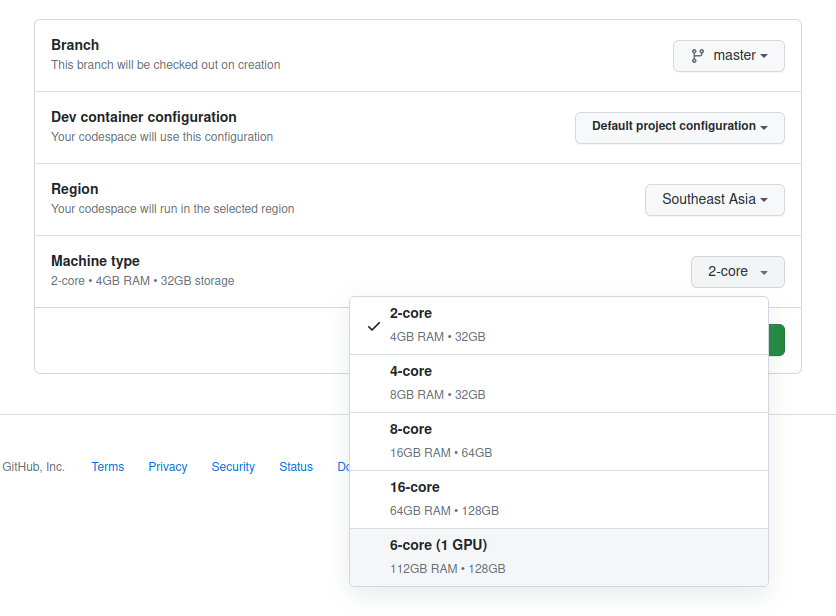 Branch
This branch will be checked out on creation
master
Dev container configuration
Your codespace will use this configuration
Default project configuration
Region
Your codespace will run in the selected region
Southeast Asia
Machine type
2-core • 4GB RAM • 32GB storage
2-core
2-core
4GB RAM • 32GB
4-core
8GB RAM • 32GB
8-core
16GB RAM • 64GB
16-core
64GB RAM • 128GB
6-core (1 GPU)
112GB RAM • 128GB
GitHub, Inc. Terms Privacy Security Status